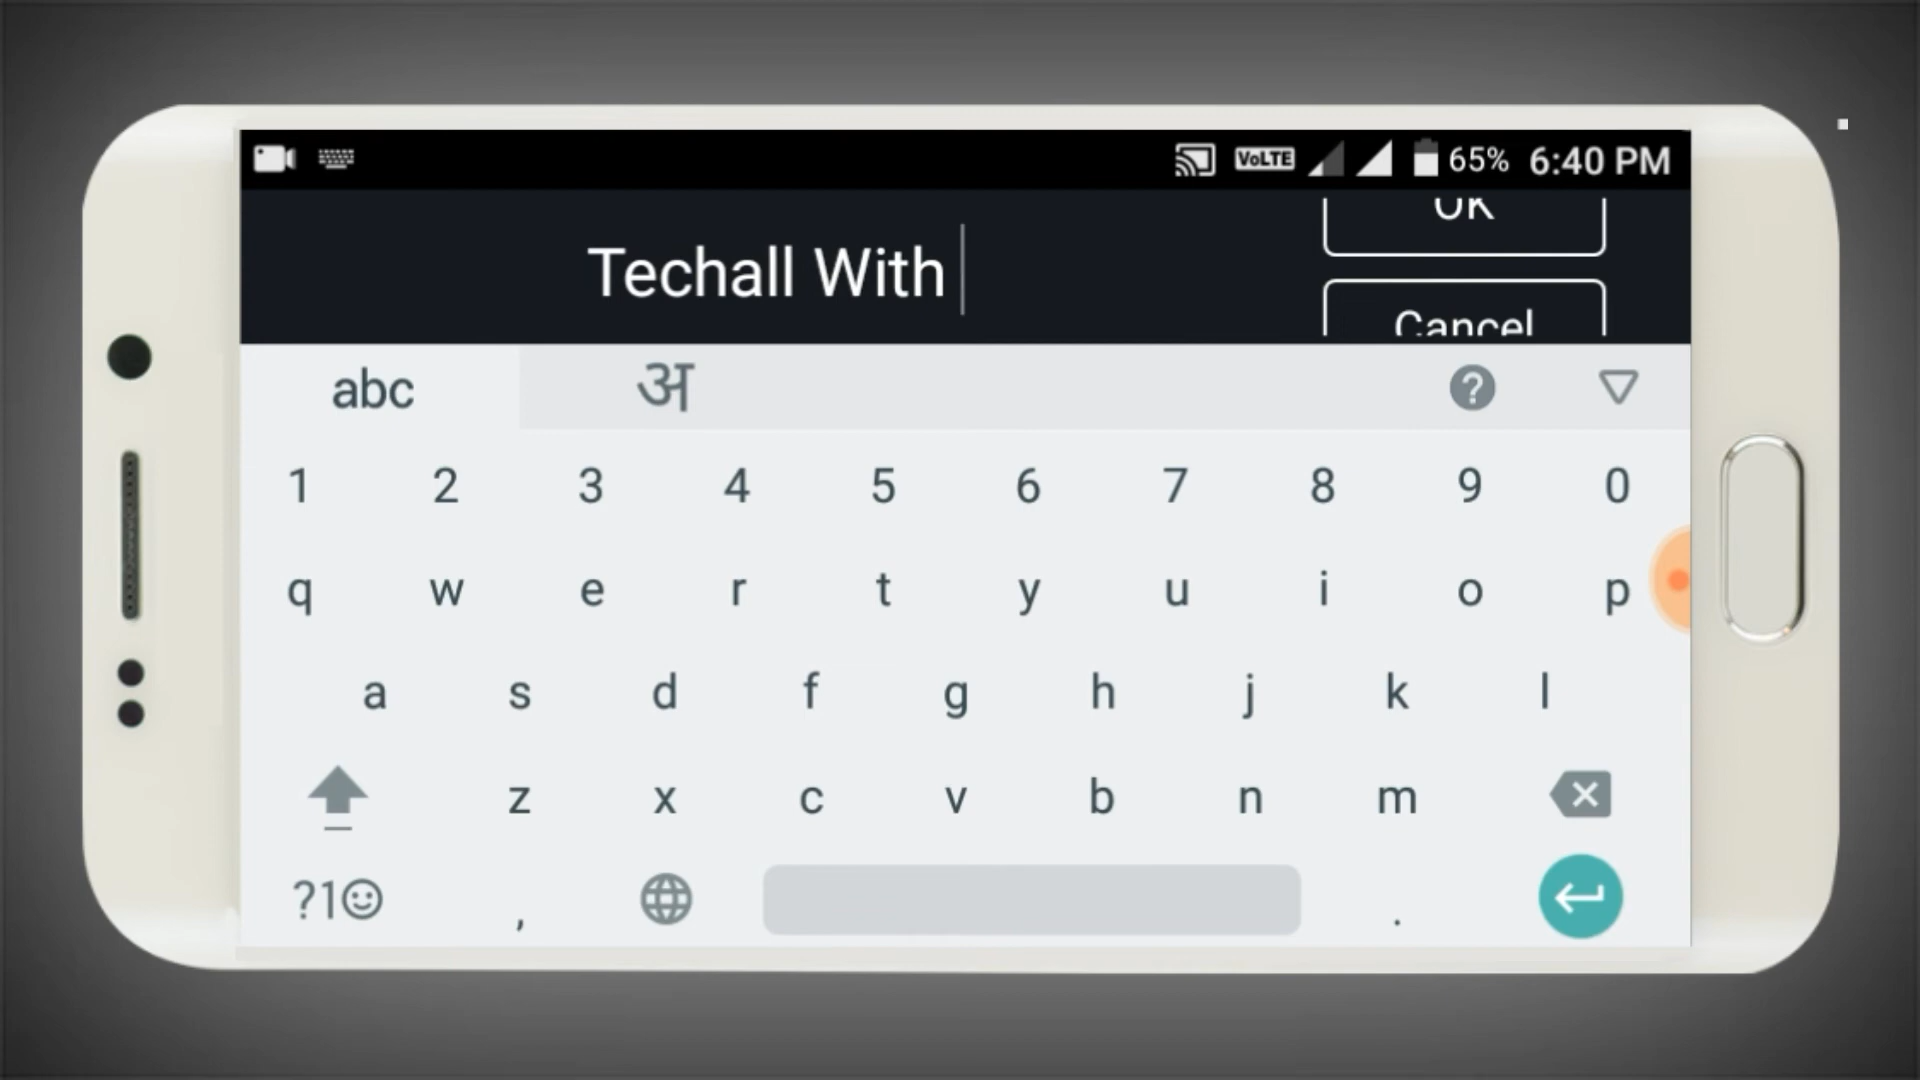 VoLTE 65% 6:40 PM
OK
Techall With
Cancel
abc अ ?
1 2 3 4 5 6 7 8 9 0
q w e r t y u i o p
a s d f g h j k l
z x c v b n m
?1☺ , .